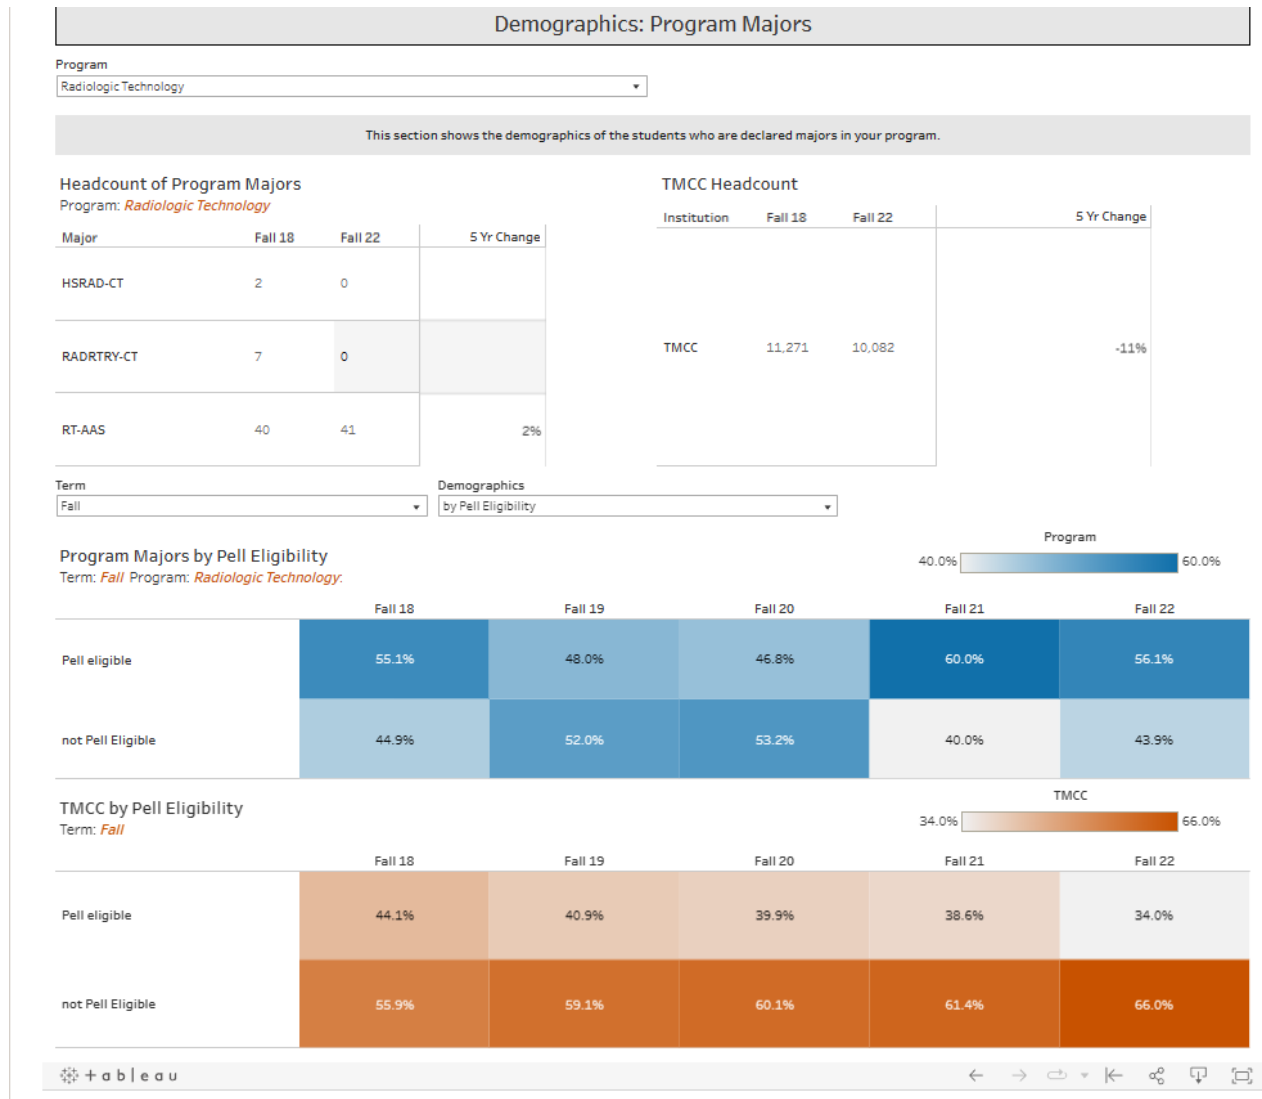 Demographics: Program Majors
Program
Radiologic Technology
This section shows the demographics of the students who are declared majors in your program.
Headcount of Program Majors
Program: Radiologic Technology
Major Fall 18 Fall 22 5 Yr Change
HSRAD-CT 2 0
RADRTRY-CT 7 0
RT-AAS 40 41 2%
TMCC Headcount
Institution Fall 18 Fall 22 5 Yr Change
TMCC 11,271 10,082 -11%
Term
Fall
Demographics
by Pell Eligibility
Program Majors by Pell Eligibility
Term: Fall Program: Radiologic Technology.
Program
40.0% 60.0%
Fall 18 Fall 19 Fall 20 Fall 21 Fall 22
Pell eligible 55.1% 48.0% 46.8% 60.0% 56.1%
not Pell Eligible 44.9% 52.0% 53.2% 40.0% 43.9%
TMCC by Pell Eligibility
Term: Fall
TMCC
34.0% 66.0%
Fall 18 Fall 19 Fall 20 Fall 21 Fall 22
Pell eligible 44.1% 40.9% 39.9% 38.6% 34.0%
not Pell Eligible 55.9% 59.1% 60.1% 61.4% 66.0%
+ableau